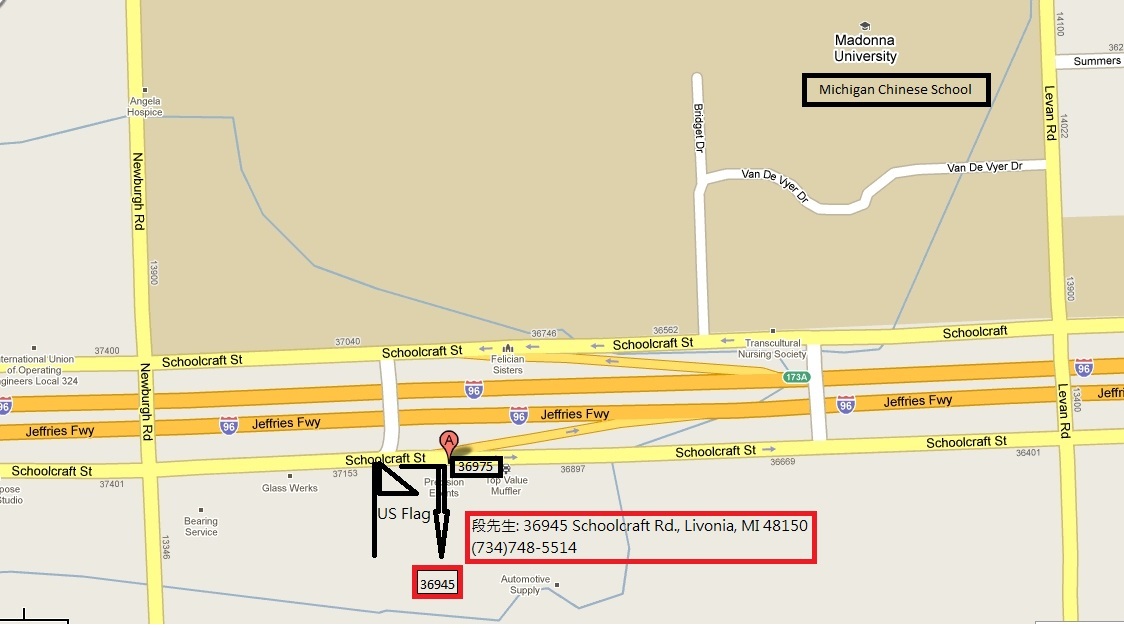 Madonna
University
Michigan Chinese School
14100
362
Summers
Levan Rd
14022
Angela
Hospice
Bridget Dr
Newburgh Rd
Van De Vyer Dr
Van De Vyer Dr
13900
13900
37400
37040
36746
36562
Schoolcraft St
Schoolcraft St
Schoolcraft St
Schoolcraft
nternational Union
of Operating
ngineers Local 324
Felician
Sisters
Transcultural
Nursing Society
173A
96
96
96
96
96
96
Newburgh Rd
Levan Rd
13400
Jeffries Fwy
Jeffries Fwy
Jeffries Fwy
Jeffries Fwy
Jeffri
A
Schoolcraft St
Schoolcraft St
Schoolcraft St
Schoolcraft St
37401
37153
36975
36897
36669
36401
pose
Studio
Glass Werks
Precision
Events
Top Value
Muffler
Bearing
Service
US Flag
13346
段先生: 36945 Schoolcraft Rd., Livonia, MI 48150
(734)748-5514
36945
Automotive
Supply